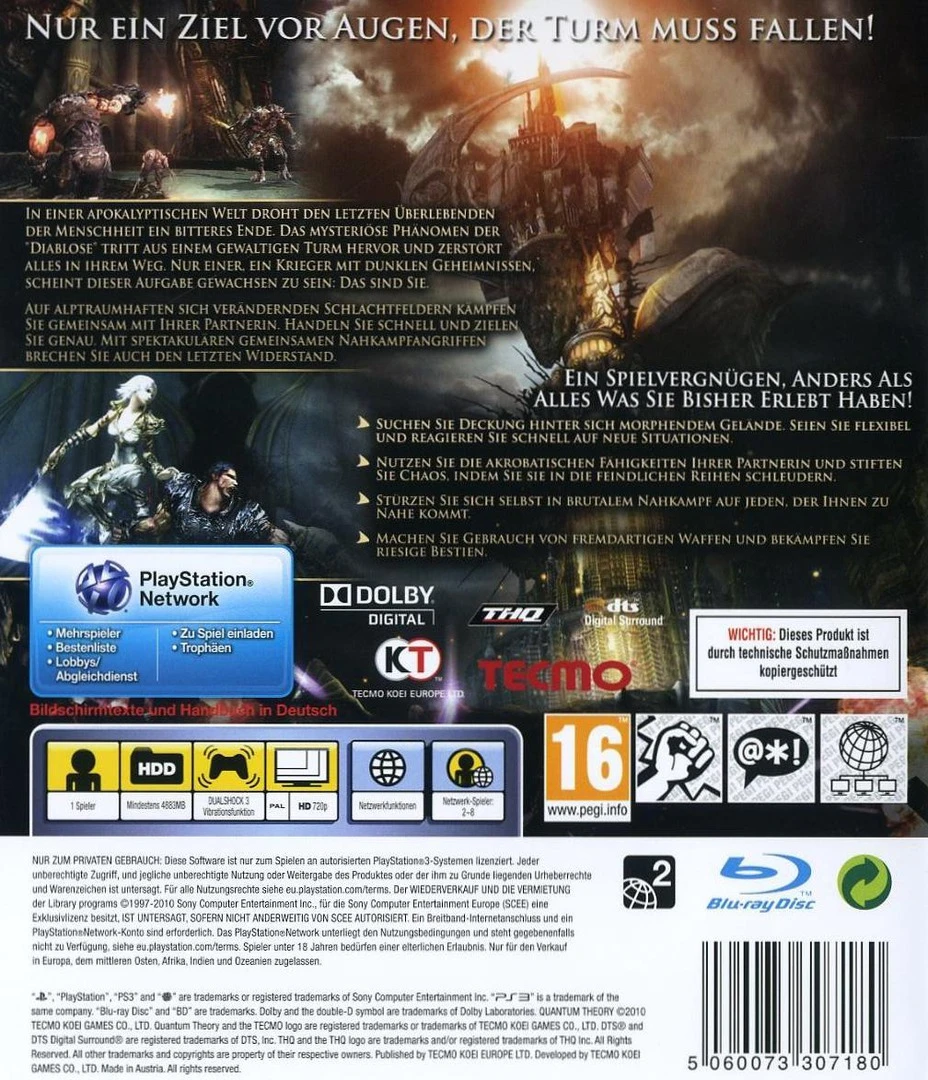 NUR EIN ZIEL VOR AUGEN, DER TURM MUSS FALLEN!
IN EINER APOKALYPTISCHEN WELT DROHT DEN LETZTEN ÜBERLEBENDEN
DER MENSCHHEIT EIN BITTERES ENDE. DAS MYSTERIÖSE PHÄNOMEN DER
"DIABLOSE" TRITT AUS EINEM GEWALTIGEN TURM HERVOR UND ZERSTÖRT
ALLES IN IHREM WEG. NUR EINER, EIN KRIEGER MIT DUNKLEN GEHEIMNISSEN,
SCHEINT DIESER AUFGABE GEWACHSEN ZU SEIN: DAS SIND SIE.
AUF ALPTRAUMHAFTEN SICH VERÄNDERNDEN SCHLACHTFELDERN KÄMPFEN
SIE GEMEINSAM MIT IHRER PARTNERIN. HANDELN SIE SCHNELL UND ZIELEN
SIE GENAU. MIT SPEKTAKULÄREN GEMEINSAMEN NAHKAMPFANGRIFFEN
BRECHEN SIE AUCH DEN LETZTEN WIDERSTAND.
EIN SPIELVERGNÜGEN, ANDERS ALS
ALLES WAS SIE BISHER ERLEBT HABEN!
SUCHEN SIE DECKUNG HINTER SICH MORPHENDEM GELÄNDE. SEIEN SIE FLEXIBEL
UND REAGIEREN SIE SCHNELL AUF NEUE SITUATIONEN.
NUTZEN SIE DIE AKROBATISCHEN FÄHIGKEITEN IHRER PARTNERIN UND STIFTEN
SIE CHAOS, INDEM SIE SIE IN DIE FEINDLICHEN REIHEN SCHLEUDERN.
STÜRZEN SIE SICH SELBST IN BRUTALEM NAHKAMPF AUF JEDEN, DER IHNEN ZU
NAHE KOMMT.
MACHEN SIE GEBRAUCH VON FREMDARTIGEN WAFFEN UND BEKÄMPFEN SIE
RIESIGE BESTIEN.
PlayStation®
Network
• Mehrspieler
• Bestenliste
• Lobbys/
Abgleichdienst
• Zu Spiel einladen
• Trophäen
DOLBY
DIGITAL
THQ
dts
Digital Surround
KT
TECMO KOEI EUROPE LTD.
TECMO
WICHTIG: Dieses Produkt ist
durch technische Schutzmaßnahmen
kopiergeschützt
Bildschirmtexte und Handbuch in Deutsch
1 Spieler
HDD
Mindestens 4883MB
DUALSHOCK 3
Vibrationsfunktion
PAL
HD 720p
Netzwerkfunktionen
Netzwerk-Spieler:
2-8
16
www.pegi.info
@*!
NUR ZUM PRIVATEN GEBRAUCH: Diese Software ist nur zum Spielen an autorisierten PlayStation®3-Systemen lizenziert. Jeder
unberechtigte Zugriff, und jegliche unberechtigte Nutzung oder Weitergabe des Produktes oder der ihm zu Grunde liegenden Urheberrechte
und Warenzeichen ist untersagt. Für alle Nutzungsrechte siehe eu.playstation.com/terms. Der WIEDERVERKAUF UND DIE VERMIETUNG
der Library programs ©1997-2010 Sony Computer Entertainment Inc., für die Sony Computer Entertainment Europe (SCEE) eine
Exklusivlizenz besitzt, IST UNTERSAGT, SOFERN NICHT ANDERWEITIG VON SCEE AUTORISIERT. Ein Breitband-Internetanschluss und ein
PlayStation®Network-Konto sind erforderlich. Das PlayStation®Network unterliegt den Nutzungsbedingungen und steht gegebenenfalls
nicht zu Verfügung, siehe eu.playstation.com/terms. Spieler unter 18 Jahren bedürfen einer elterlichen Erlaubnis. Nur für den Verkauf
in Europa, dem mittleren Osten, Afrika, Indien und Ozeanien zugelassen.
2
Blu-ray Disc
TM
" ", "PlayStation", "PS3" and " " are trademarks or registered trademarks of Sony Computer Entertainment Inc. "PS3" is a trademark of the
same company. "Blu-ray Disc" and "BD" are trademarks. Dolby and the double-D symbol are trademarks of Dolby Laboratories. QUANTUM THEORY ©2010
TECMO KOEI GAMES CO., LTD. Quantum Theory and the TECMO logo are registered trademarks or trademarks of TECMO KOEI GAMES CO., LTD. DTS® and
DTS Digital Surround® are registered trademarks of DTS, Inc. THQ and the THQ logo are trademarks and/or registered trademarks of THQ Inc. All Rights
Reserved. All other trademarks and copyrights are property of their respective owners. Published by TECMO KOEI EUROPE LTD. Developed by TECMO KOEI
GAMES CO., LTD. Made in Austria. All rights reserved.
5 060073 307180